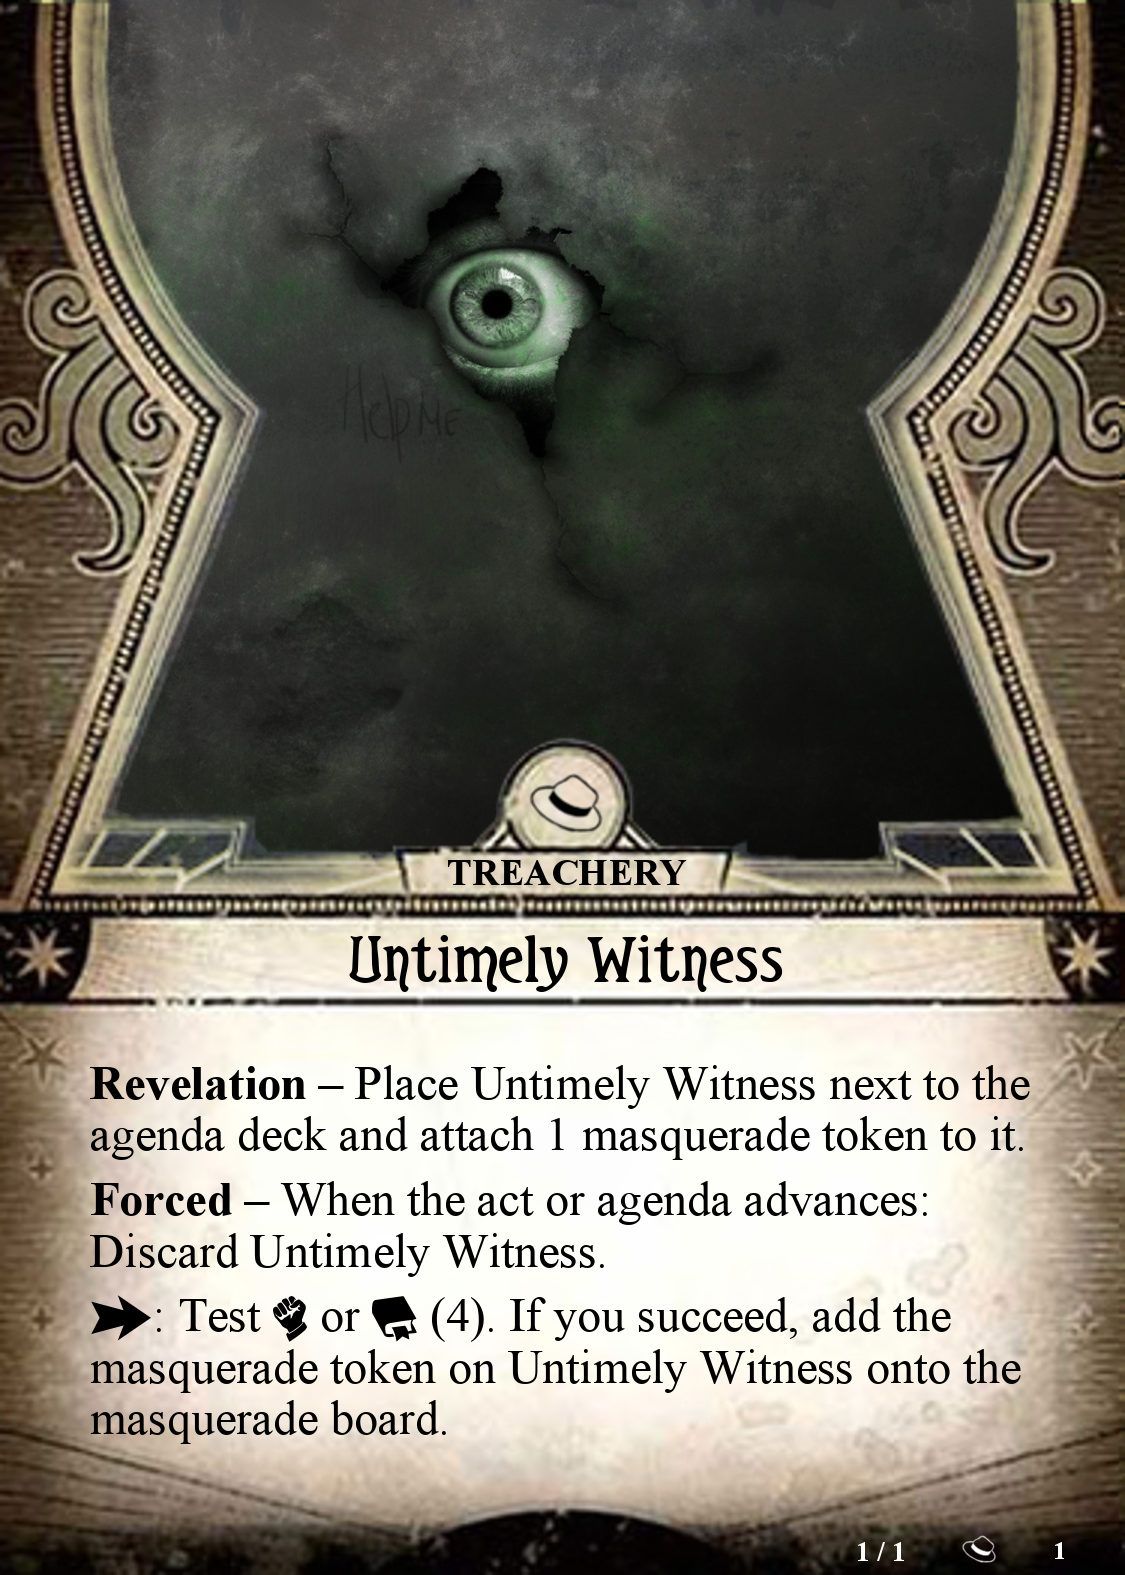 Help ME
TREACHERY
Untimely Witness
Revelation – Place Untimely Witness next to the
agenda deck and attach 1 masquerade token to it.
Forced – When the act or agenda advances:
Discard Untimely Witness.
: Test or (4). If you succeed, add the
masquerade token on Untimely Witness onto the
masquerade board.
1 / 1 1